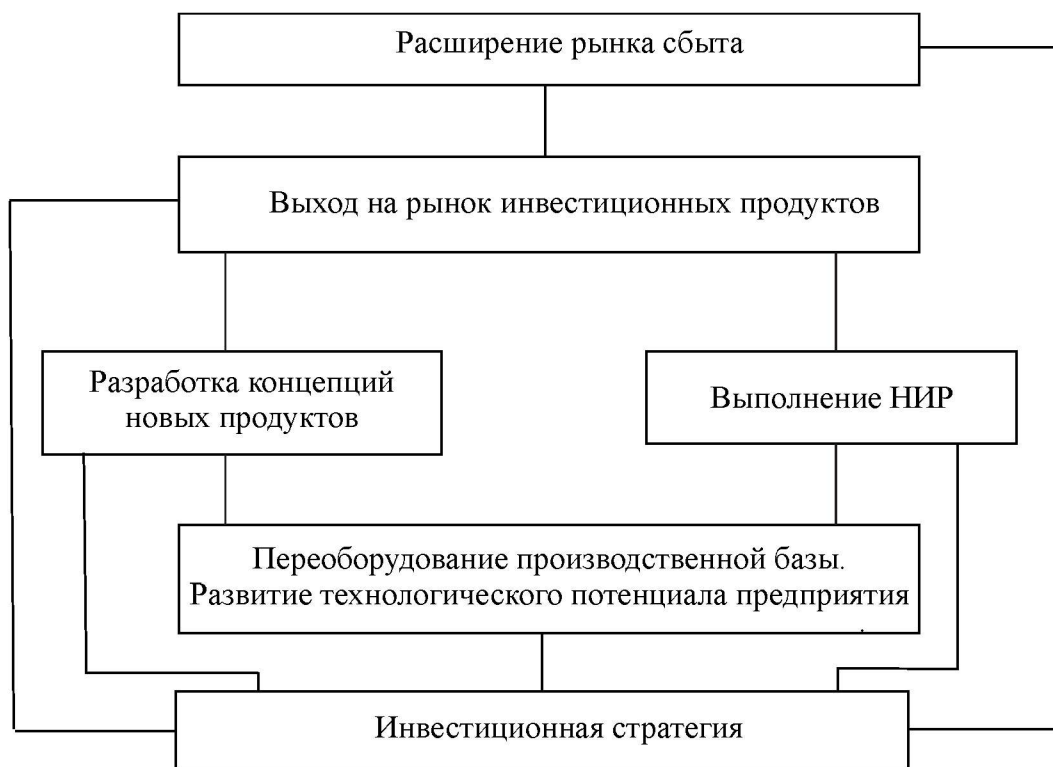 Расширение рынка сбыта
Выход на рынок инвестиционных продуктов
Разработка концепций
новых продуктов
Выполнение НИР
Переоборудование производственной базы.
Развитие технологического потенциала предприятия
Инвестиционная стратегия